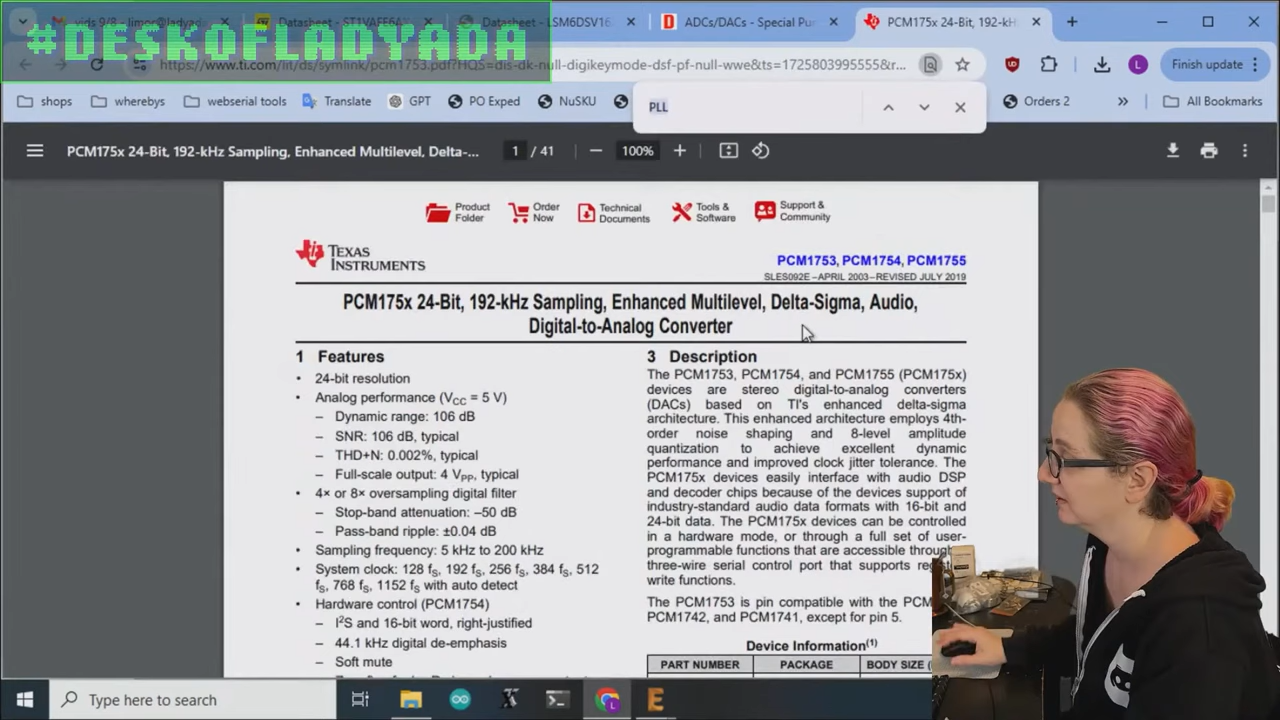 #DESKOFLADYADA
vids 9/8 - limor@ladyad
Datasheet - ST1VAFE6AX
Datasheet - LSM6DSV16
ADCs/DACs - Special Pur
PCM175x 24-Bit, 192-kH
https://www.ti.com/lit/ds/symlink/pcm1753.pdf?HQS=dis-dk-null-digikeymode-dsf-pf-null-wwe&ts=1725803995555&r...
Finish update
shops
wherebys
webserial tools
Translate
GPT
PO Exped
NuSKU
Orders 2
All Bookmarks
PLL
PCM175x 24-Bit, 192-kHz Sampling, Enhanced Multilevel, Delta-...
1 / 41
100%
Product Folder
Order Now
Technical Documents
Tools & Software
Support & Community
TEXAS INSTRUMENTS
PCM1753, PCM1754, PCM1755
SLES092E –APRIL 2003–REVISED JULY 2019
PCM175x 24-Bit, 192-kHz Sampling, Enhanced Multilevel, Delta-Sigma, Audio,
Digital-to-Analog Converter
1 Features
• 24-bit resolution
• Analog performance (VCC = 5 V)
– Dynamic range: 106 dB
– SNR: 106 dB, typical
– THD+N: 0.002%, typical
– Full-scale output: 4 VPP, typical
• 4× or 8× oversampling digital filter
– Stop-band attenuation: –50 dB
– Pass-band ripple: ±0.04 dB
• Sampling frequency: 5 kHz to 200 kHz
• System clock: 128 fS, 192 fS, 256 fS, 384 fS, 512
fS, 768 fS, 1152 fS with auto detect
• Hardware control (PCM1754)
– I2S and 16-bit word, right-justified
– 44.1 kHz digital de-emphasis
– Soft mute
3 Description
The PCM1753, PCM1754, and PCM1755 (PCM175x)
devices are stereo digital-to-analog converters
(DACs) based on TI's enhanced delta-sigma
architecture. This enhanced architecture employs 4th-
order noise shaping and 8-level amplitude
quantization to achieve excellent dynamic
performance and improved clock jitter tolerance. The
PCM175x devices easily interface with audio DSP
and decoder chips because of the devices support of
industry-standard audio data formats with 16-bit and
24-bit data. The PCM175x devices can be controlled
in a hardware mode, or through a full set of user-
programmable functions that are accessible through
three-wire serial control port that supports reg
write functions.
The PCM1753 is pin compatible with the PCM
PCM1742, and PCM1741, except for pin 5.
Device Information(1)
PART NUMBER PACKAGE BODY SIZE (
Type here to search